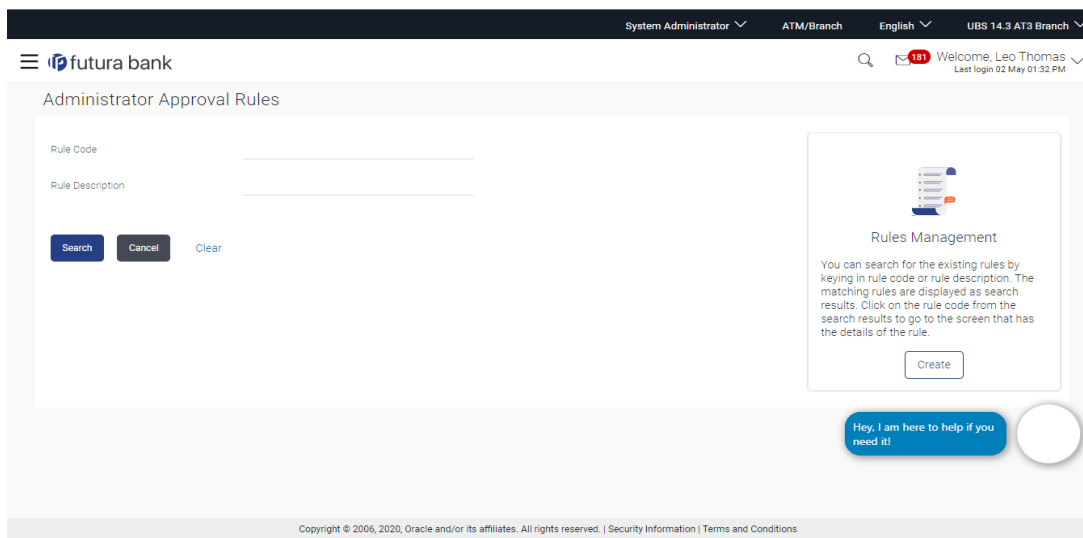 System Administrator ATM/Branch English UBS 14.3 AT3 Branch
futura bank 181 Welcome, Leo Thomas
Last login 02 May 01:32 PM
Administrator Approval Rules
Rule Code
Rule Description
Search Cancel Clear
Rules Management
You can search for the existing rules by
keying in rule code or rule description. The
matching rules are displayed as search
results. Click on the rule code from the
search results to go to the screen that has
the details of the rule.
Create
Hey, I am here to help if you
need it!
Copyright © 2006, 2020, Oracle and/or its affiliates. All rights reserved. | Security Information | Terms and Conditions